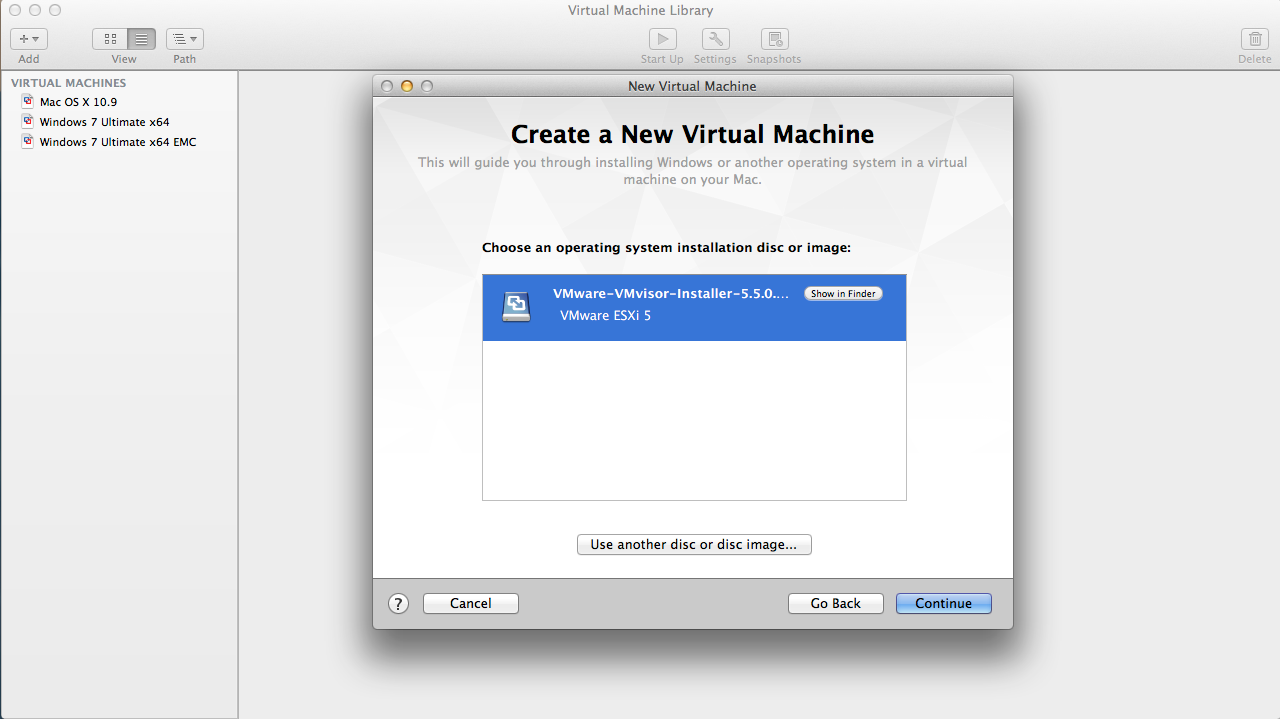 Virtual Machine Library
Add
View
Path
Start Up
Settings
Snapshots
Delete
VIRTUAL MACHINES
Mac OS X 10.9
Windows 7 Ultimate x64
Windows 7 Ultimate x64 EMC
New Virtual Machine
Create a New Virtual Machine
This will guide you through installing Windows or another operating system in a virtual
machine on your Mac.
Choose an operating system installation disc or image:
VMware-VMvisor-Installer-5.5.0....
Show in Finder
VMware ESXi 5
Use another disc or disc image...
?
Cancel
Go Back
Continue